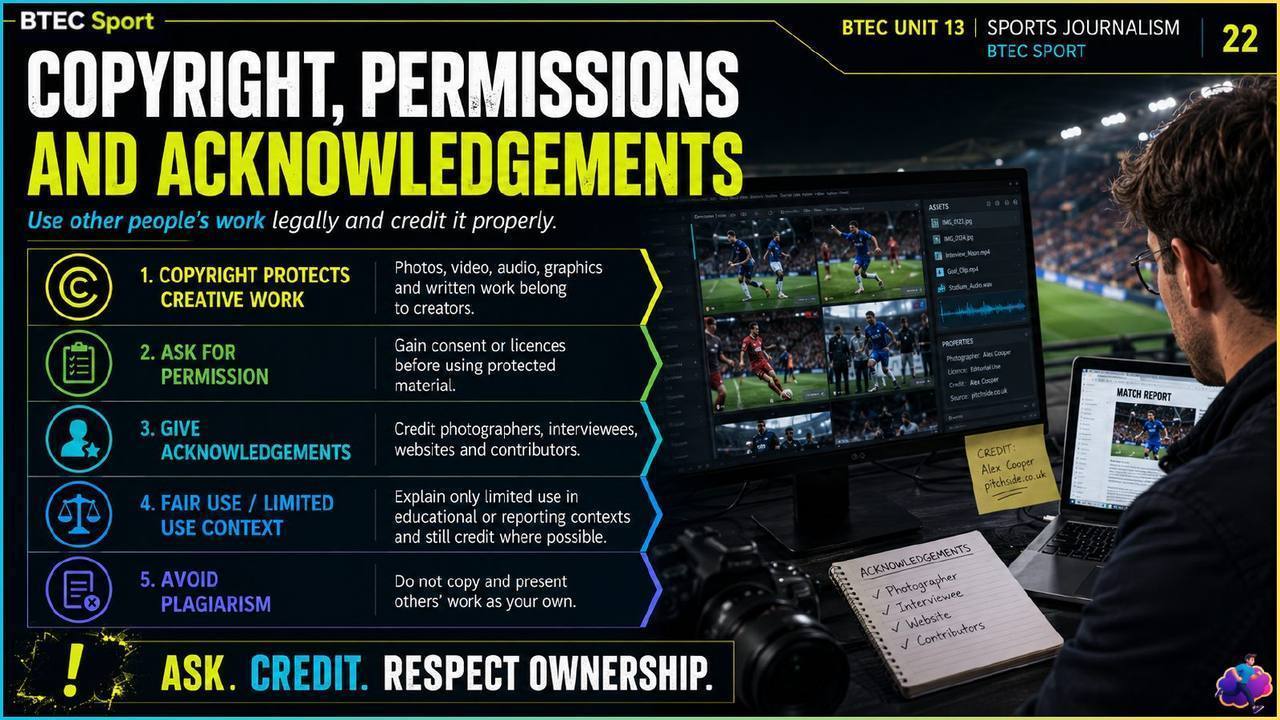 BTEC Sport
BTEC UNIT 13 | SPORTS JOURNALISM
BTEC SPORT
22
COPYRIGHT, PERMISSIONS
AND ACKNOWLEDGEMENTS
Use other people's work legally and credit it properly.
1. COPYRIGHT PROTECTS
CREATIVE WORK
Photos, video, audio, graphics
and written work belong
to creators.
2. ASK FOR
PERMISSION
Gain consent or licences
before using protected
material.
3. GIVE
ACKNOWLEDGEMENTS
Credit photographers, interviewees,
websites and contributors.
4. FAIR USE / LIMITED
USE CONTEXT
Explain only limited use in
educational or reporting contexts
and still credit where possible.
5. AVOID
PLAGIARISM
Do not copy and present
others' work as your own.
!
ASK. CREDIT. RESPECT OWNERSHIP.
ASSETS
IMG_0123.jpg
IMG_0124.jpg
Interview_Moon.mp4
Goal_Clip.mp4
Stadium_Audio.wav
PROPERTIES
Photographer: Alex Cooper
Licence: Editorial Use
Credit: Alex Cooper
Source: pitchside.co.uk
CREDIT:
Alex Cooper
pitchside.co.uk
MATCH REPORT
ACKNOWLEDGEMENTS
✓ Photographer
✓ Interviewee
✓ Website
✓ Contributors